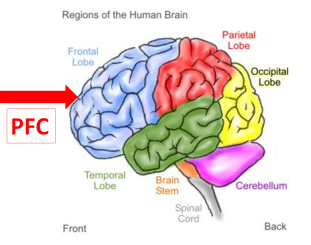 Regions of the Human Brain
Parietal
Lobe
Frontal
Lobe
Occipital
Lobe
PFC
Temporal
Lobe
Brain
Stem
Cerebellum
Spinal
Cord
Front
Back